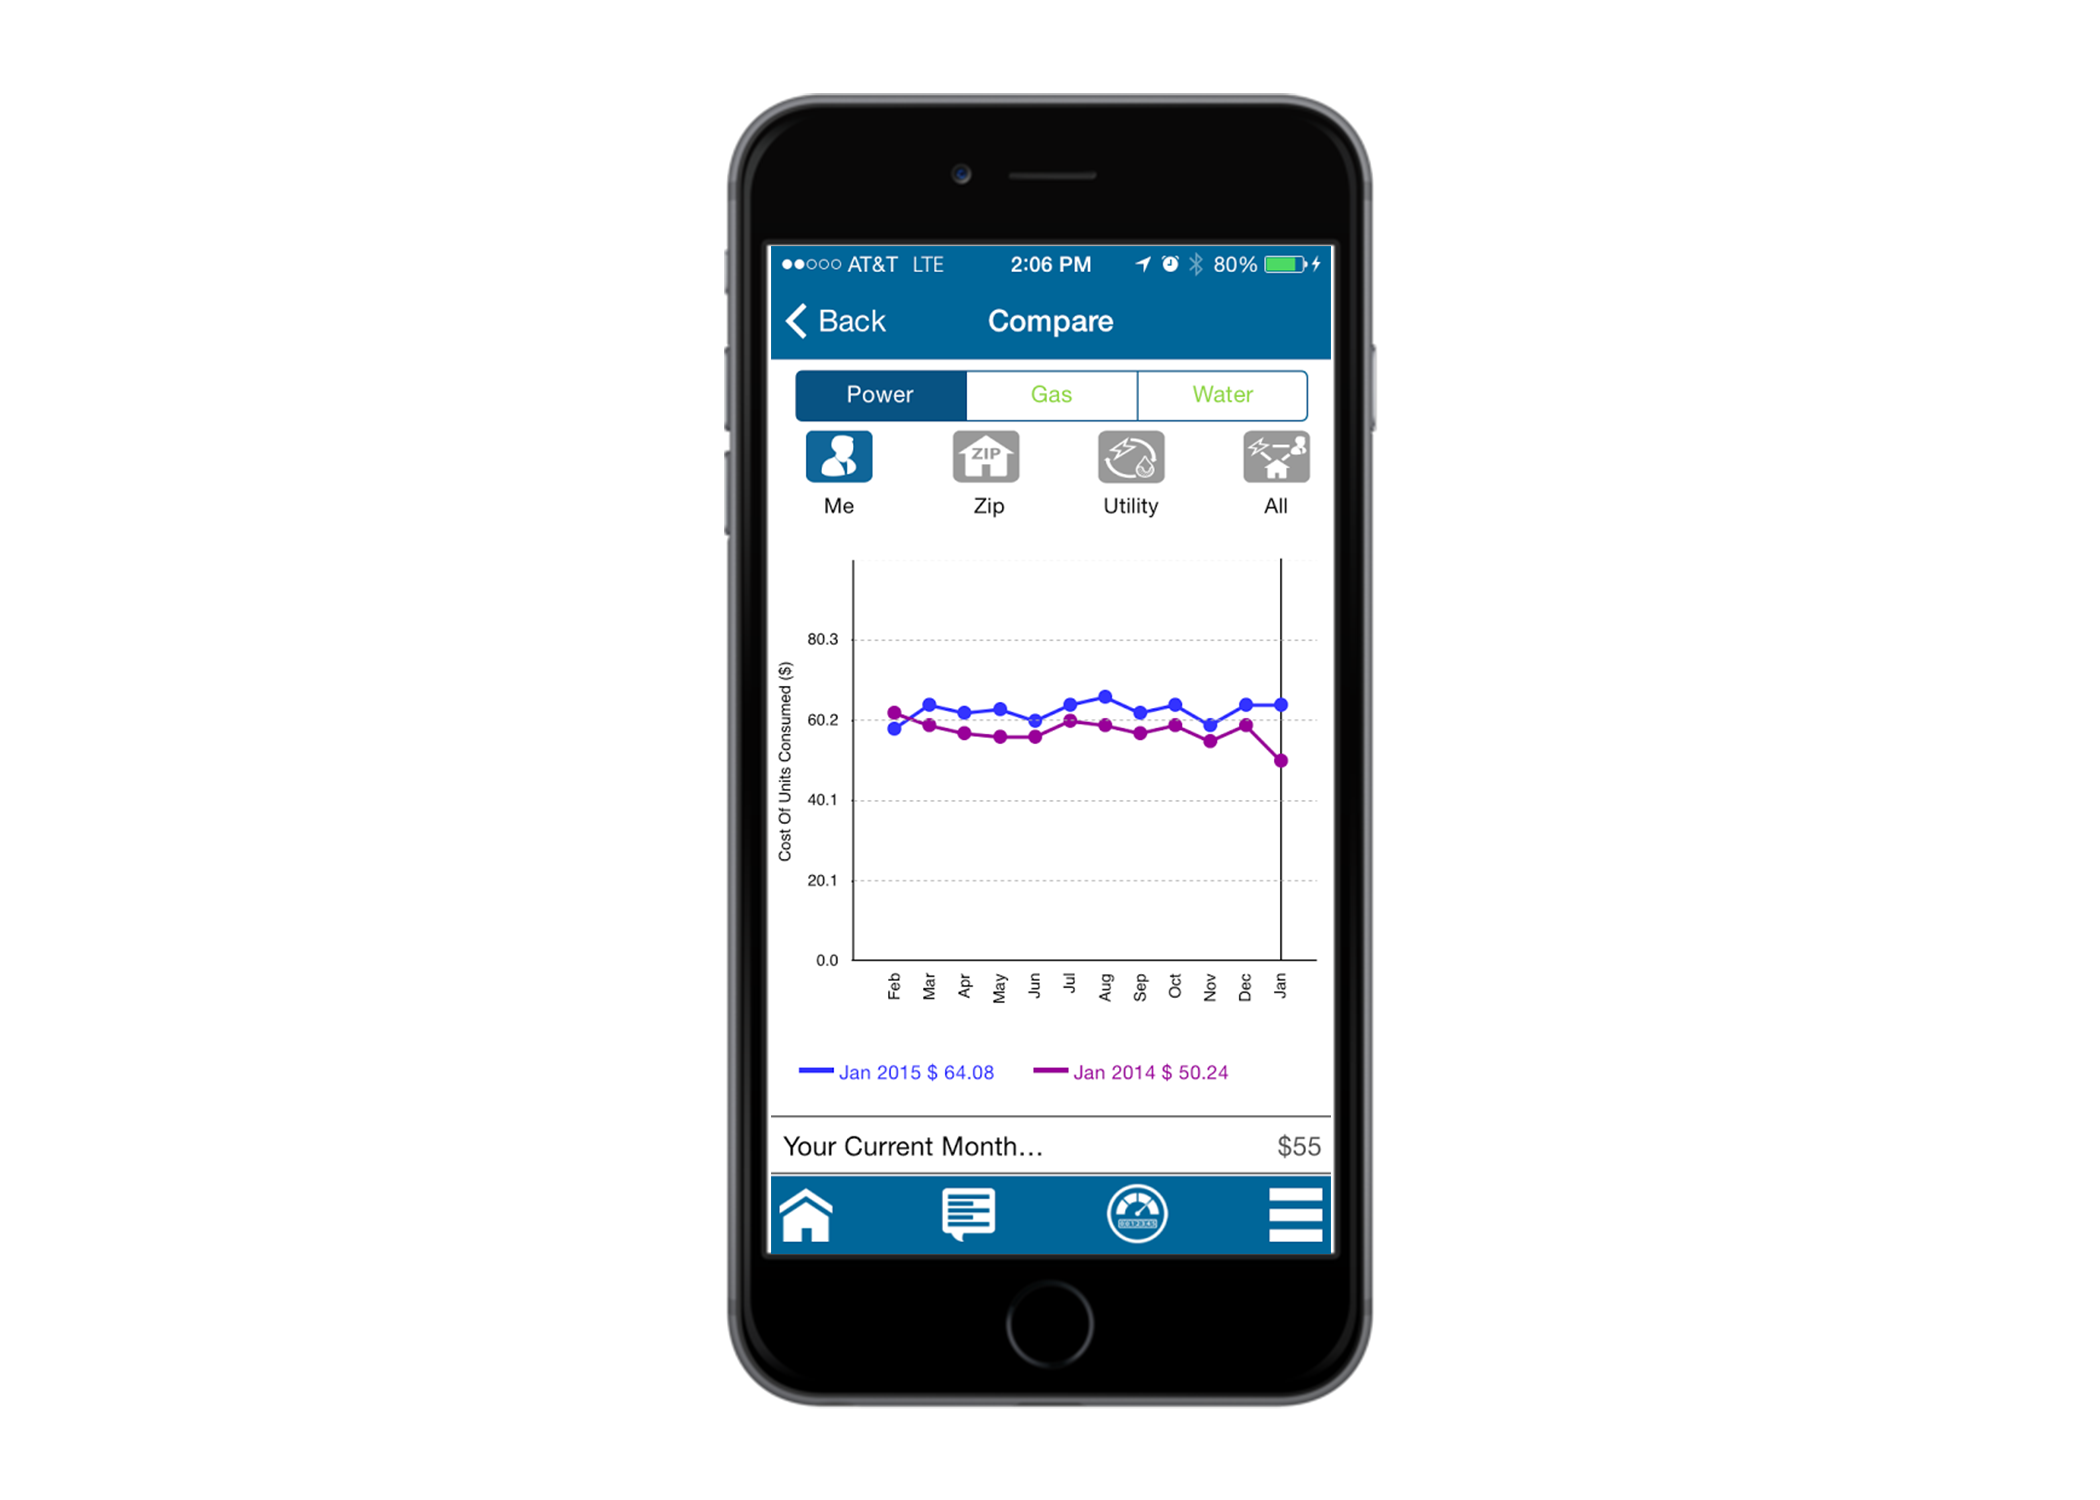 AT&T LTE 2:06 PM 80%
Back Compare
Power Gas Water
ZIP
Me Zip Utility All
Cost Of Units Consumed ($)
80.3
60.2
40.1
20.1
0.0
Feb Mar Apr May Jun Jul Aug Sep Oct Nov Dec Jan
Jan 2015 $ 64.08 Jan 2014 $ 50.24
Your Current Month... $55